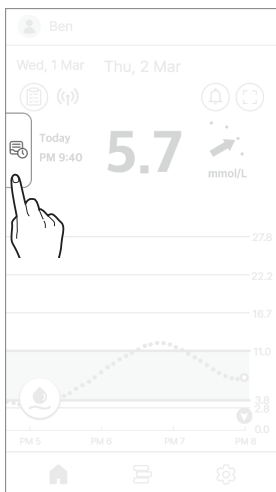 Ben
Wed, 1 Mar Thu, 2 Mar
Today
PM 9:40
5.7
mmol/L
27.8
22.2
16.7
11.0
3.8
2.8
0.0
PM 5 PM 6 PM 7 PM 8